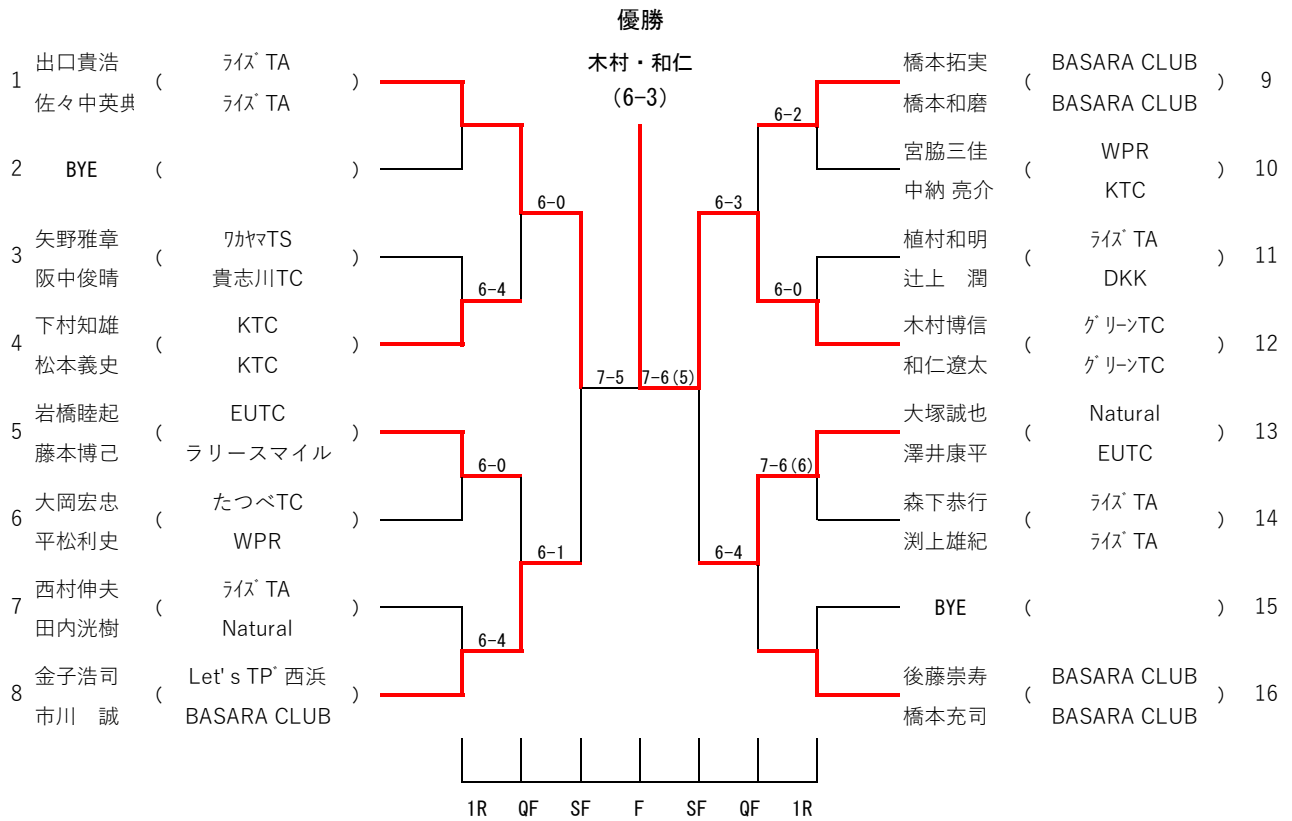 優勝
木村・和仁
(6-3)
1 出口貴浩 ( ﾗｲｽﾞTA )
佐々中英典 ﾗｲｽﾞTA
2 BYE ( )
3 矢野雅章 ( ﾜｶﾔﾏTS )
阪中俊晴 貴志川TC
4 下村知雄 ( KTC )
松本義史 KTC
5 岩橋睦起 ( EUTC )
藤本博己 ラリースマイル
6 大岡宏忠 ( たつべTC )
平松利史 WPR
7 西村伸夫 ( ﾗｲｽﾞTA )
田内洸樹 Natural
8 金子浩司 ( Let's TPﾞ西浜 )
市川　誠 BASARA CLUB
6-0
6-4
6-0
6-1
6-4
7-5
7-6(5)
6-2
6-3
6-0
7-6(6)
6-4
橋本拓実 ( BASARA CLUB ) 9
橋本和磨 BASARA CLUB
宮脇三佳 ( WPR ) 10
中納 亮介 KTC
植村和明 ( ﾗｲｽﾞTA ) 11
辻上　潤 DKK
木村博信 ( ｸﾞﾘｰﾝTC ) 12
和仁遼太 ｸﾞﾘｰﾝTC
大塚誠也 ( Natural ) 13
澤井康平 EUTC
森下恭行 ( ﾗｲｽﾞTA ) 14
渕上雄紀 ﾗｲｽﾞTA
BYE ( ) 15
後藤崇寿 ( BASARA CLUB ) 16
橋本充司 BASARA CLUB
1R QF SF F SF QF 1R